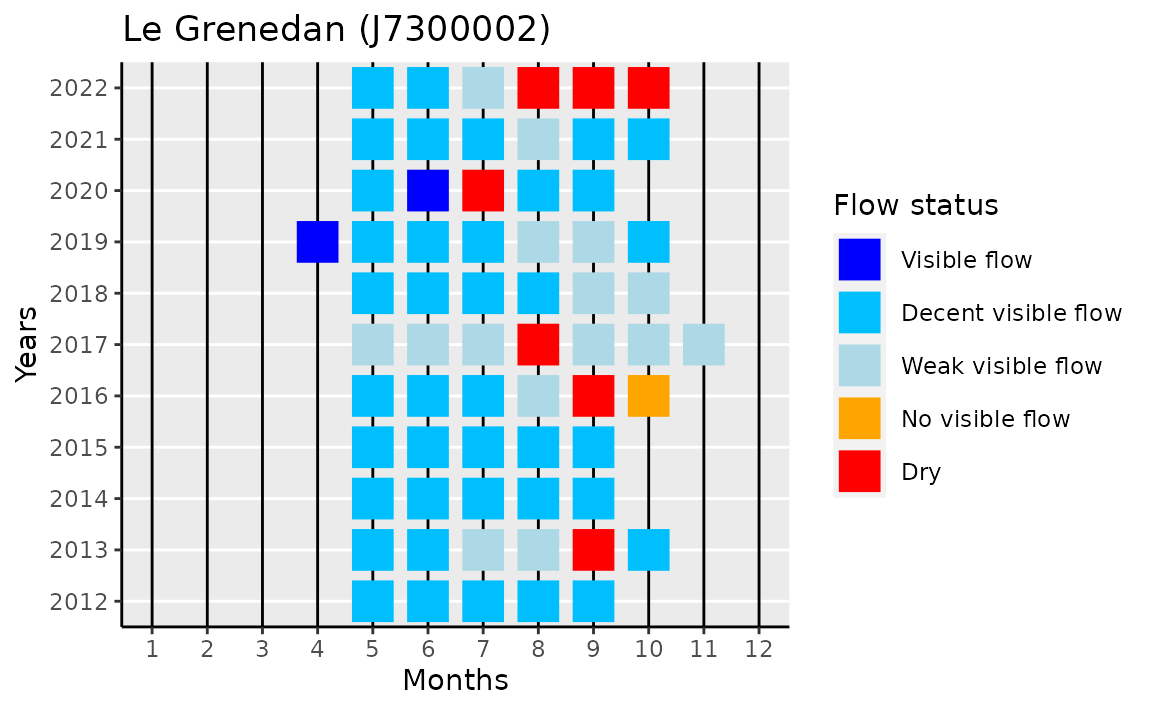 Le Grenedan (J7300002)
Years
2022
2021
2020
2019
2018
2017
2016
2015
2014
2013
2012
1 2 3 4 5 6 7 8 9 10 11 12
Months
Flow status
Visible flow
Decent visible flow
Weak visible flow
No visible flow
Dry